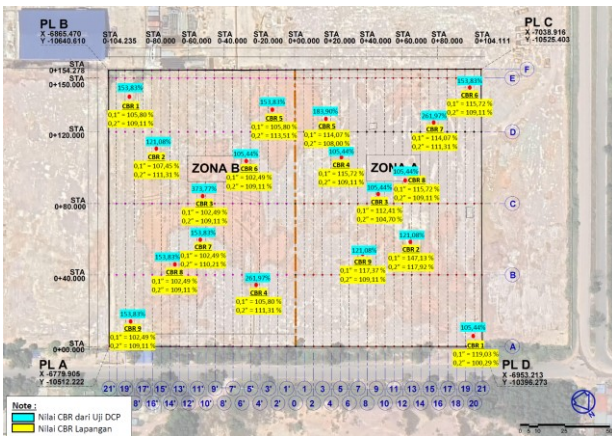 PL B
X -6865.470
Y -10640.610
PL C
X -7038.916
Y -10525.403
STA
0-104.235
STA
0-80.000
STA
0-60.000
STA
0-40.000
STA
0-20.000
STA
0+00.000
STA
0+20.000
STA
0+40.000
STA
0+60.000
STA
0+80.000
STA
0+104.111
STA
0+154.278
0+150.000
F
E
153,83%
CBR 1
0,1" = 105,80 %
0,2" = 109,11 %
153,83%
CBR 5
0,1" = 105,80 %
0,2" = 113,51 %
183,90%
CBR 5
0,1" = 114,07 %
0,2" = 108,00 %
153,83%
CBR 6
0,1" = 115,72 %
0,2" = 109,11 %
261,97%
CBR 7
0,1" = 114,07 %
0,2" = 111,31 %
STA
0+120.000
D
121,08%
CBR 2
0,1" = 107,45 %
0,2" = 111,31 %
ZONA B
105,44%
CBR 6
0,1" = 102,49 %
0,2" = 109,11 %
105,44%
CBR 4
0,1" = 115,72 %
0,2" = 109,11 %
ZONA A
105,44%
CBR 8
0,1" = 115,72 %
0,2" = 109,11 %
373,77%
CBR 3
0,1" = 102,49 %
0,2" = 109,11 %
105,44%
CBR 3
0,1" = 112,41 %
0,2" = 104,70 %
STA
0+80.000
C
153,83%
CBR 7
0,1" = 102,49 %
0,2" = 110,21 %
153,83%
CBR 8
0,1" = 102,49 %
0,2" = 109,11 %
121,08%
CBR 9
0,1" = 117,37 %
0,2" = 109,11 %
121,08%
CBR 2
0,1" = 147,13 %
0,2" = 117,92 %
STA
0+40.000
B
261,97%
CBR 4
0,1" = 105,80 %
0,2" = 111,31 %
153,83%
CBR 9
0,1" = 102,49 %
0,2" = 109,11 %
105,44%
CBR 1
0,1" = 119,03 %
0,2" = 100,29 %
STA
0+00.000
A
PL A
X -6779.905
Y -10512.222
PL D
X -6953.213
Y -10396.273
21' 19' 17' 15' 13' 11' 9' 7' 5' 3' 1' 1 3 5 7 9 11 13 15 17 19 21
8' 16' 14' 12' 10' 8' 6' 4' 2' 2 4 6 8 10 12 14 16 18 20
Note :
Nilai CBR dari Uji DCP
Nilai CBR Lapangan
0 5 10 25